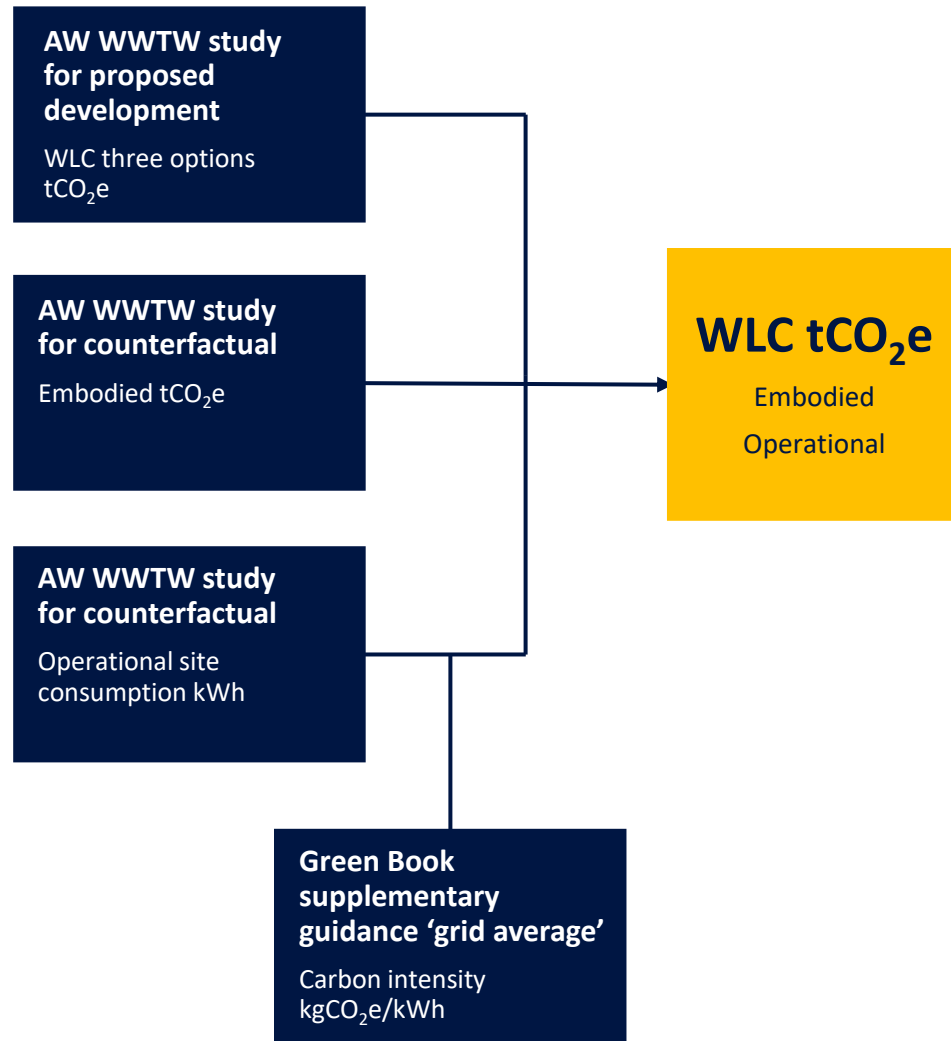 AW WWTW study
for proposed
development
WLC three options
tCO₂e
AW WWTW study
for counterfactual
Embodied tCO₂e
AW WWTW study
for counterfactual
Operational site
consumption kWh
Green Book
supplementary
guidance ‘grid average’
Carbon intensity
kgCO₂e/kWh
WLC tCO₂e
Embodied
Operational